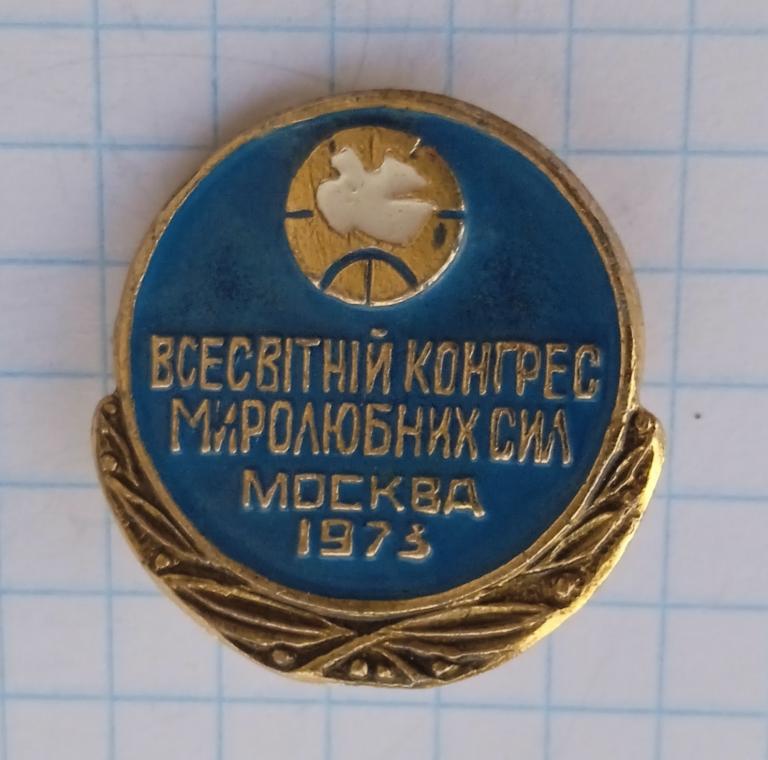 ВСЕСВІТНІЙ КОНГРЕС
МИРОЛЮБНИХ СИЛ
МОСКВА
1973